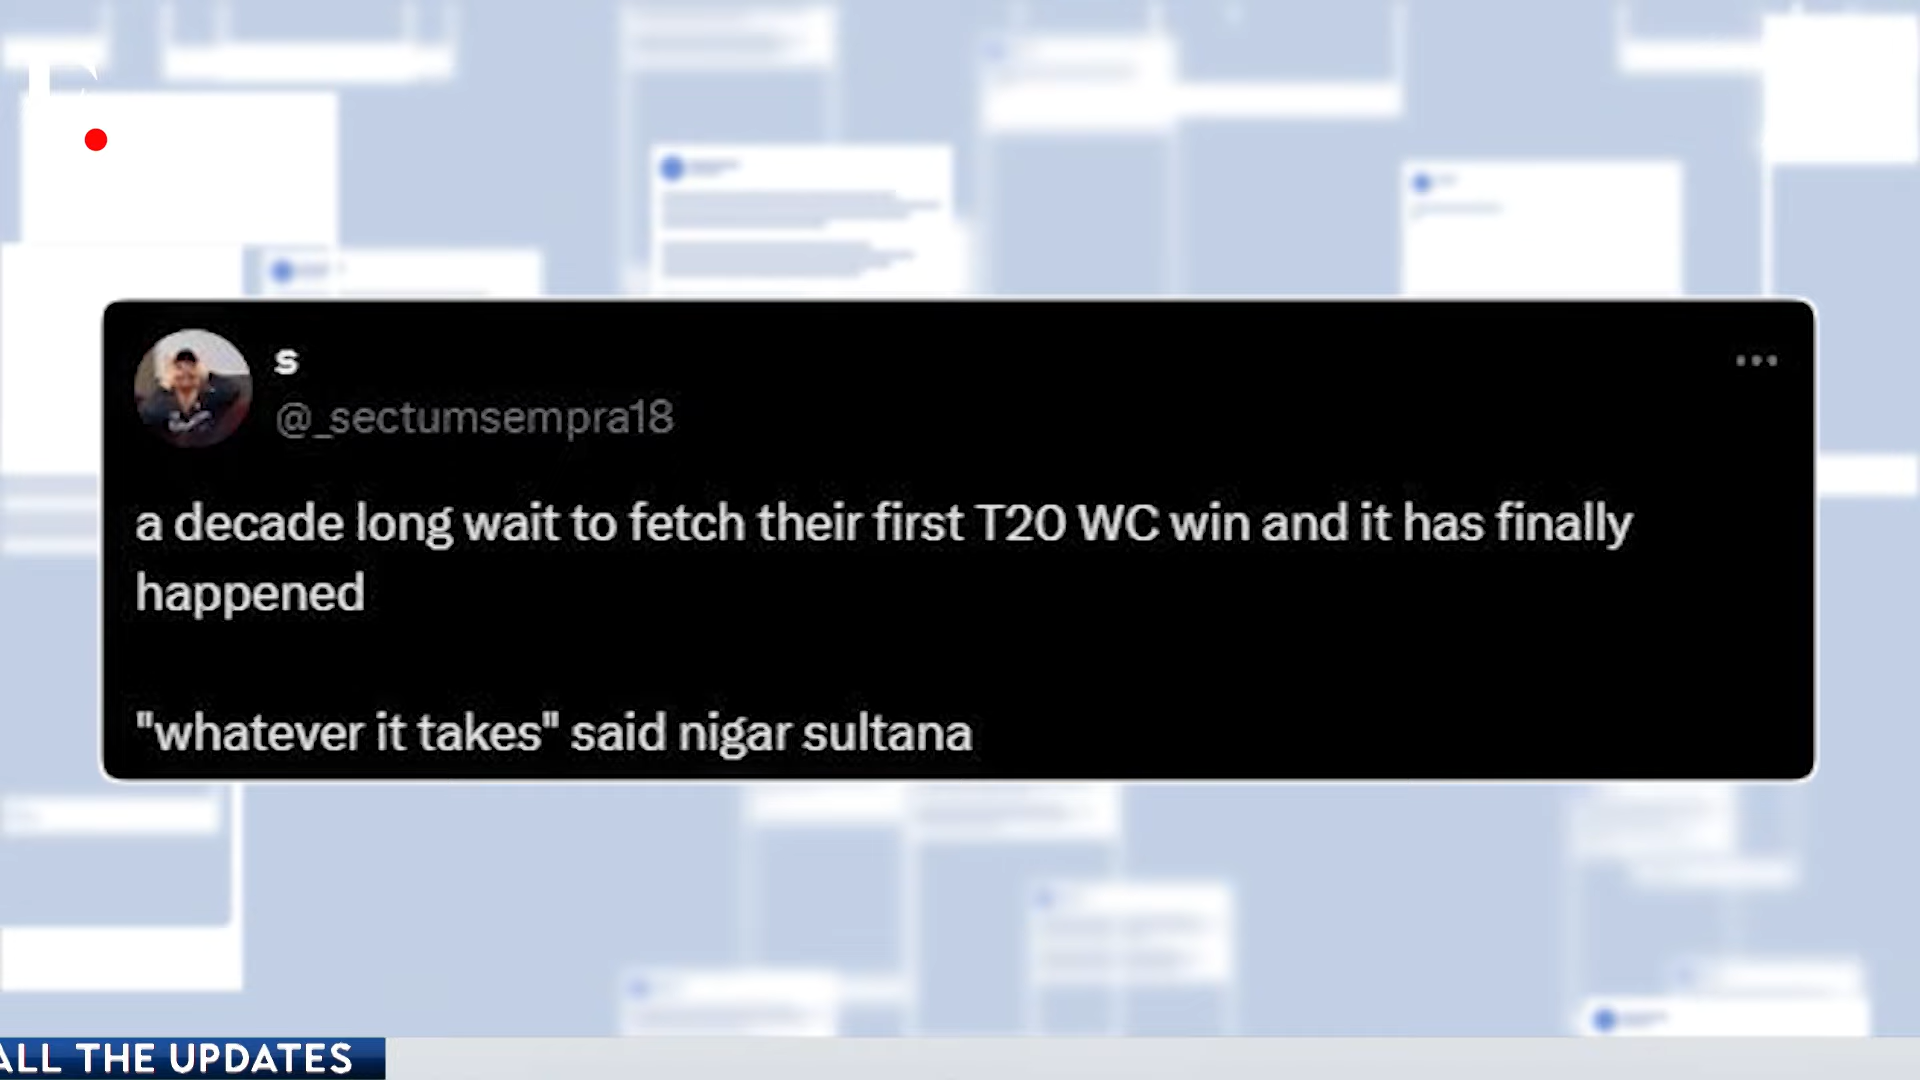 F
s
@_sectumsempra18
a decade long wait to fetch their first T20 WC win and it has finally
happened
"whatever it takes" said nigar sultana
ALL THE UPDATES